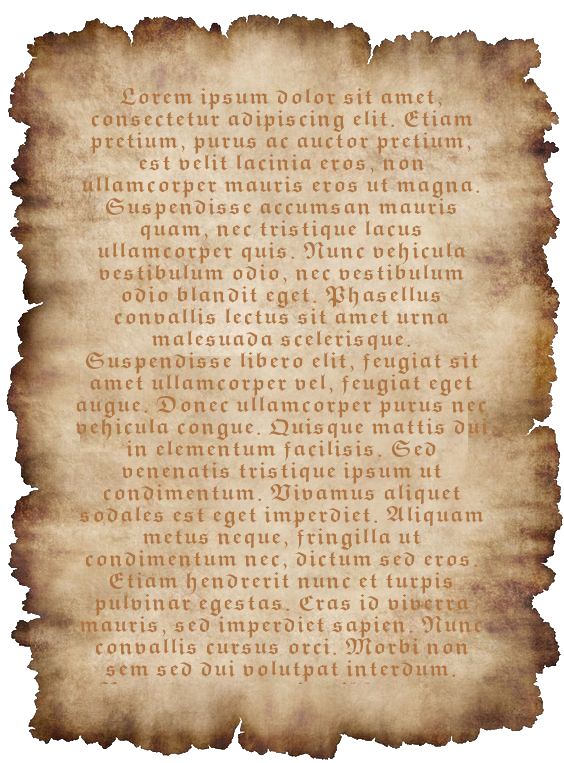 Lorem ipsum dolor sit amet,
consectetur adipiscing elit. Etiam
pretium, purus ac auctor pretium,
est velit lacinia eros, non
ullamcorper mauris eros ut magna.
Suspendisse accumsan mauris
quam, nec tristique lacus
ullamcorper quis. Nunc vehicula
vestibulum odio, nec vestibulum
odio blandit eget. Phasellus
convallis lectus sit amet urna
malesuada scelerisque.
Suspendisse libero elit, feugiat sit
amet ullamcorper vel, feugiat eget
augue. Donec ullamcorper purus nec
vehicula congue. Quisque mattis dui
in elementum facilisis. Sed
venenatis tristique ipsum ut
condimentum. Vivamus aliquet
sodales est eget imperdiet. Aliquam
metus neque, fringilla ut
condimentum nec, dictum sed eros.
Etiam hendrerit nunc et turpis
pulvinar egestas. Cras id viverra
mauris, sed imperdiet sapien. Nunc
convallis cursus orci. Morbi non
sem sed dui volutpat interdum.